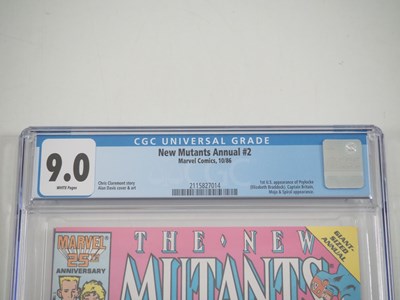 CGC UNIVERSAL GRADE
New Mutants Annual #2
Marvel Comics, 10/86
9.0
WHITE Pages
Chris Claremont story
Alan Davis cover & art
2115827014
1st U.S. appearance of Psylocke
(Elizabeth Braddock). Captain Britain,
Mojo & Spiral appearance.
MARVEL
25TH
ANNIVERSARY
THE·NEW
MUTANTS
GIANT-
SIZED
ANNUAL